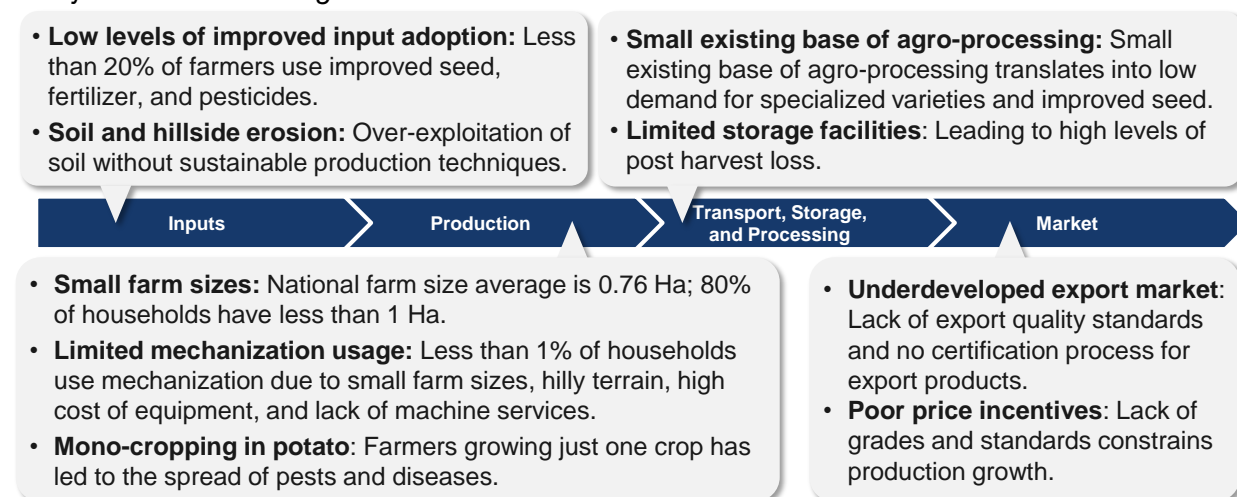 • Low levels of improved input adoption: Less
than 20% of farmers use improved seed,
fertilizer, and pesticides.
• Soil and hillside erosion: Over-exploitation of
soil without sustainable production techniques.
• Small existing base of agro-processing: Small
existing base of agro-processing translates into low
demand for specialized varieties and improved seed.
• Limited storage facilities: Leading to high levels of
post harvest loss.
Inputs
Production
Transport, Storage,
and Processing
Market
• Small farm sizes: National farm size average is 0.76 Ha; 80%
of households have less than 1 Ha.
• Limited mechanization usage: Less than 1% of households
use mechanization due to small farm sizes, hilly terrain, high
cost of equipment, and lack of machine services.
• Mono-cropping in potato: Farmers growing just one crop has
led to the spread of pests and diseases.
• Underdeveloped export market:
Lack of export quality standards
and no certification process for
export products.
• Poor price incentives: Lack of
grades and standards constrains
production growth.